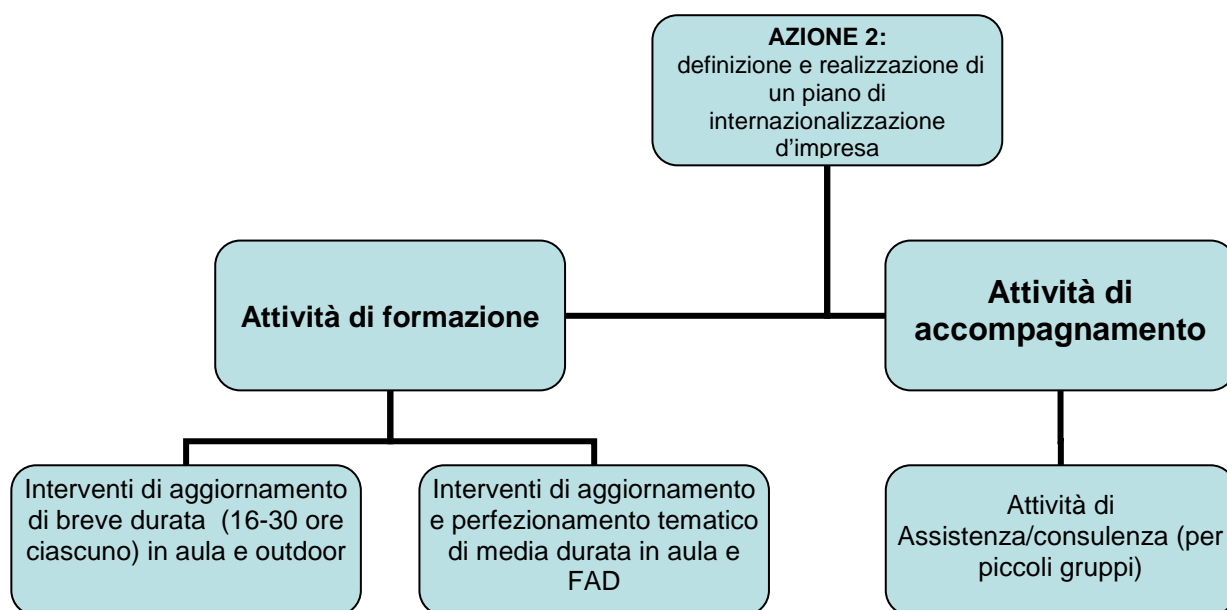 AZIONE 2:
definizione e realizzazione di
un piano di
internazionalizzazione
d'impresa
Attività di formazione
Attività di
accompagnamento
Interventi di aggiornamento
di breve durata (16-30 ore
ciascuno) in aula e outdoor
Interventi di aggiornamento
e perfezionamento tematico
di media durata in aula e
FAD
Attività di
Assistenza/consulenza (per
piccoli gruppi)